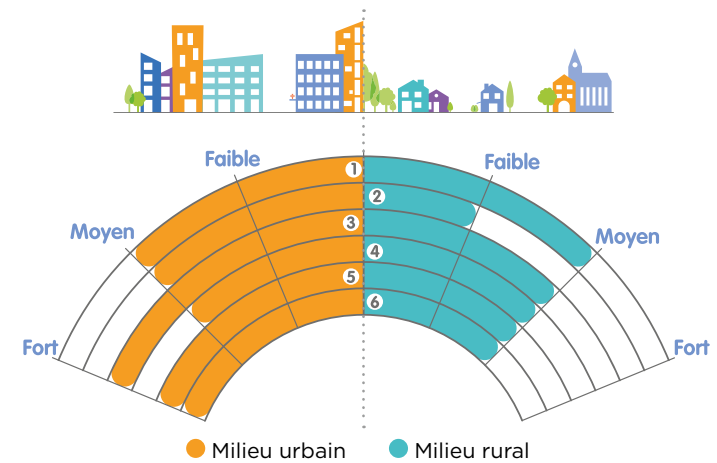 Faible
Faible
Moyen
Moyen
Fort
Fort
1
2
3
4
5
6
Milieu urbain
Milieu rural